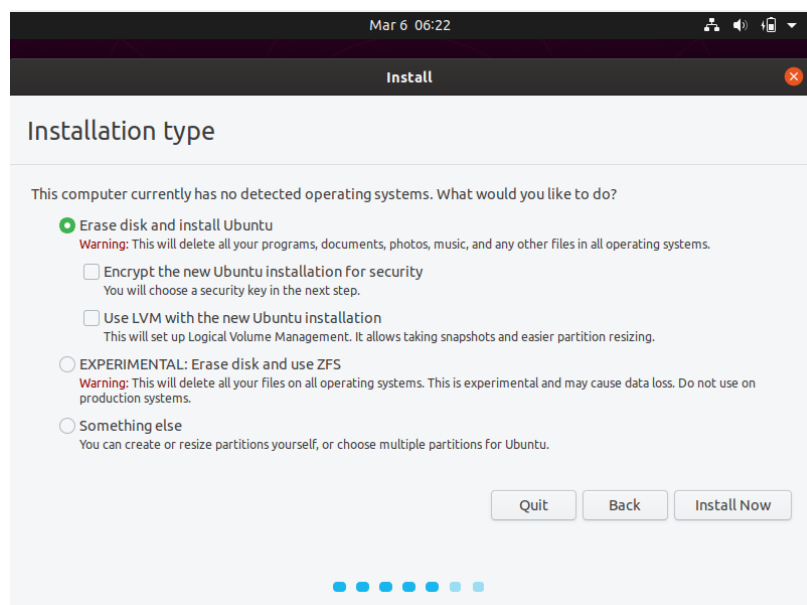 Mar 6 06:22
Install
Installation type
This computer currently has no detected operating systems. What would you like to do?
Erase disk and install Ubuntu
Warning: This will delete all your programs, documents, photos, music, and any other files in all operating systems.
Encrypt the new Ubuntu installation for security
You will choose a security key in the next step.
Use LVM with the new Ubuntu installation
This will set up Logical Volume Management. It allows taking snapshots and easier partition resizing.
EXPERIMENTAL: Erase disk and use ZFS
Warning: This will delete all your files on all operating systems. This is experimental and may cause data loss. Do not use on
production systems.
Something else
You can create or resize partitions yourself, or choose multiple partitions for Ubuntu.
Quit Back Install Now